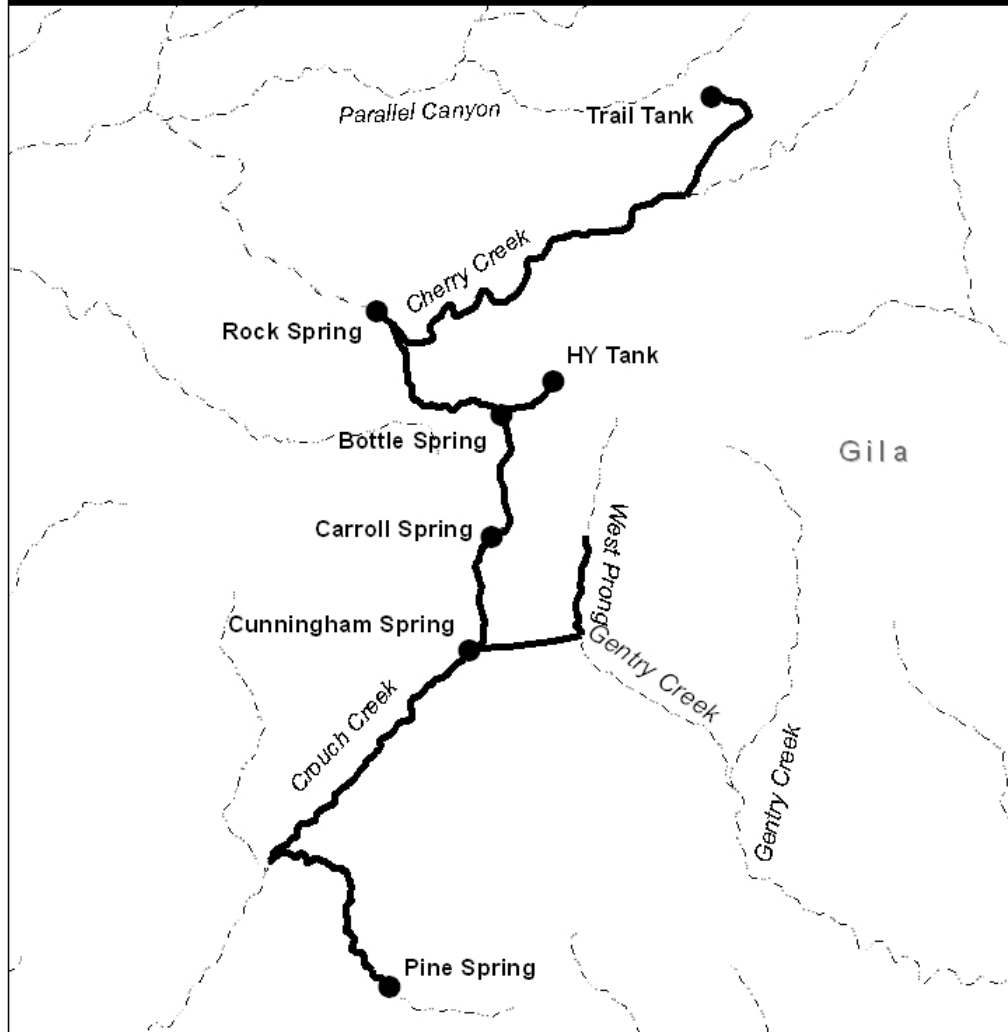 Parallel Canyon
Trail Tank
Cherry Creek
Rock Spring
HY Tank
Bottle Spring
Gila
Carroll Spring
West Prong
Cunningham Spring
Gentry Creek
Crouch Creek
Gentry Creek
Pine Spring